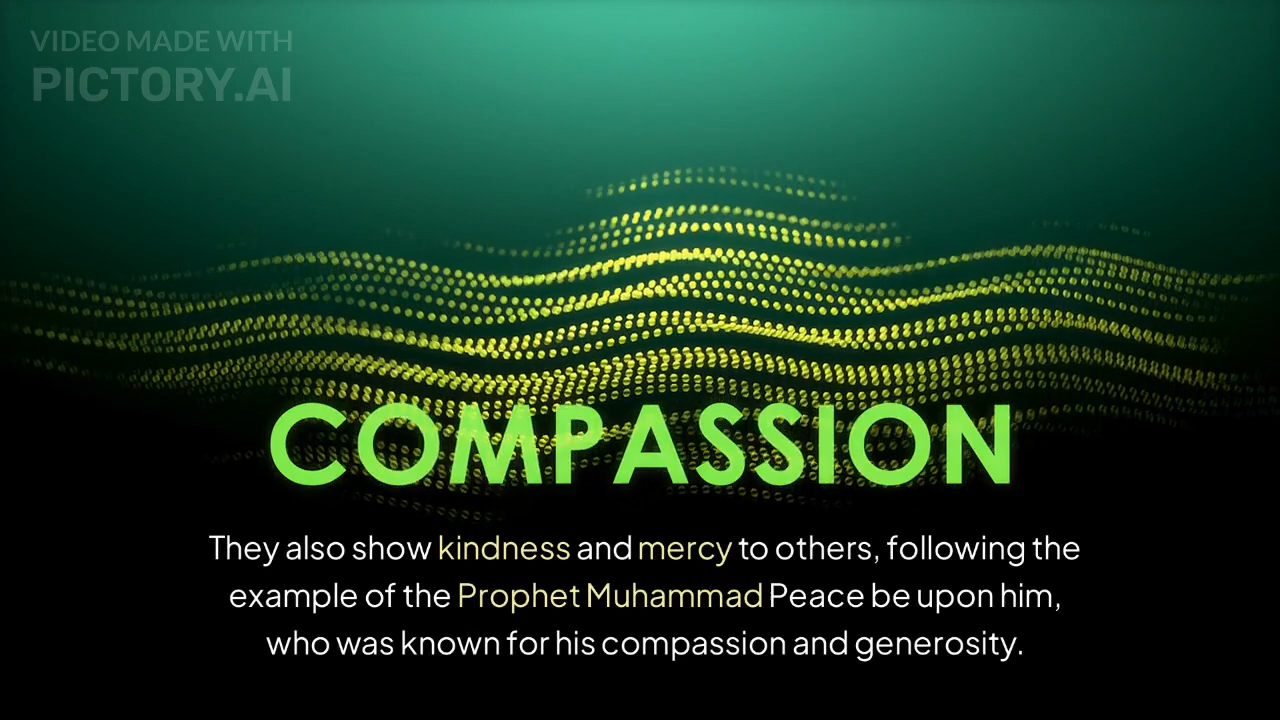 VIDEO MADE WITH
PICTORY.AI
COMPASSION
They also show kindness and mercy to others, following the
example of the Prophet Muhammad Peace be upon him,
who was known for his compassion and generosity.